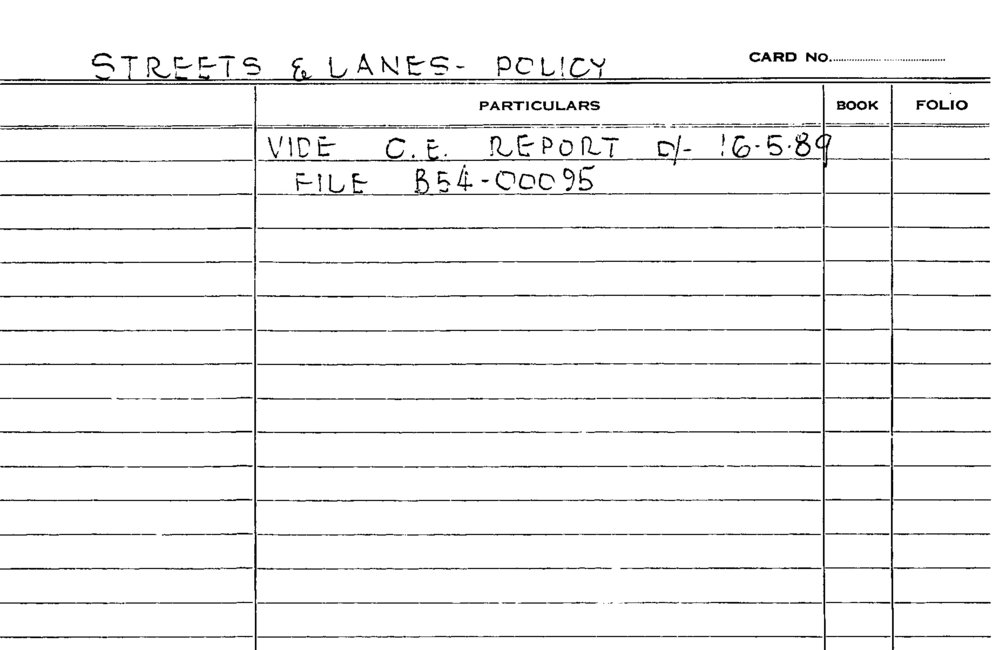 STREETS & LANES - POLICY
CARD No.
PARTICULARS BOOK FOLIO
VIDE C.E. REPORT D/- 16.5.89
FILE B54-00095